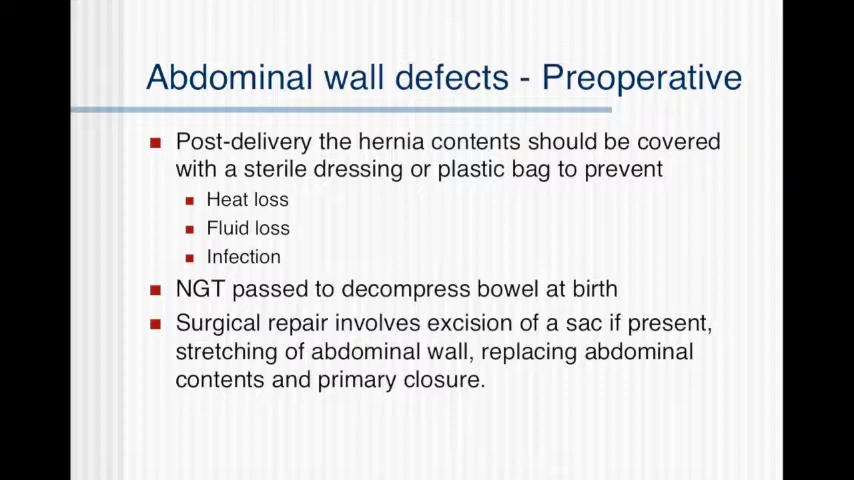 Abdominal wall defects - Preoperative
Post-delivery the hernia contents should be covered
with a sterile dressing or plastic bag to prevent
Heat loss
Fluid loss
Infection
NGT passed to decompress bowel at birth
Surgical repair involves excision of a sac if present,
stretching of abdominal wall, replacing abdominal
contents and primary closure.